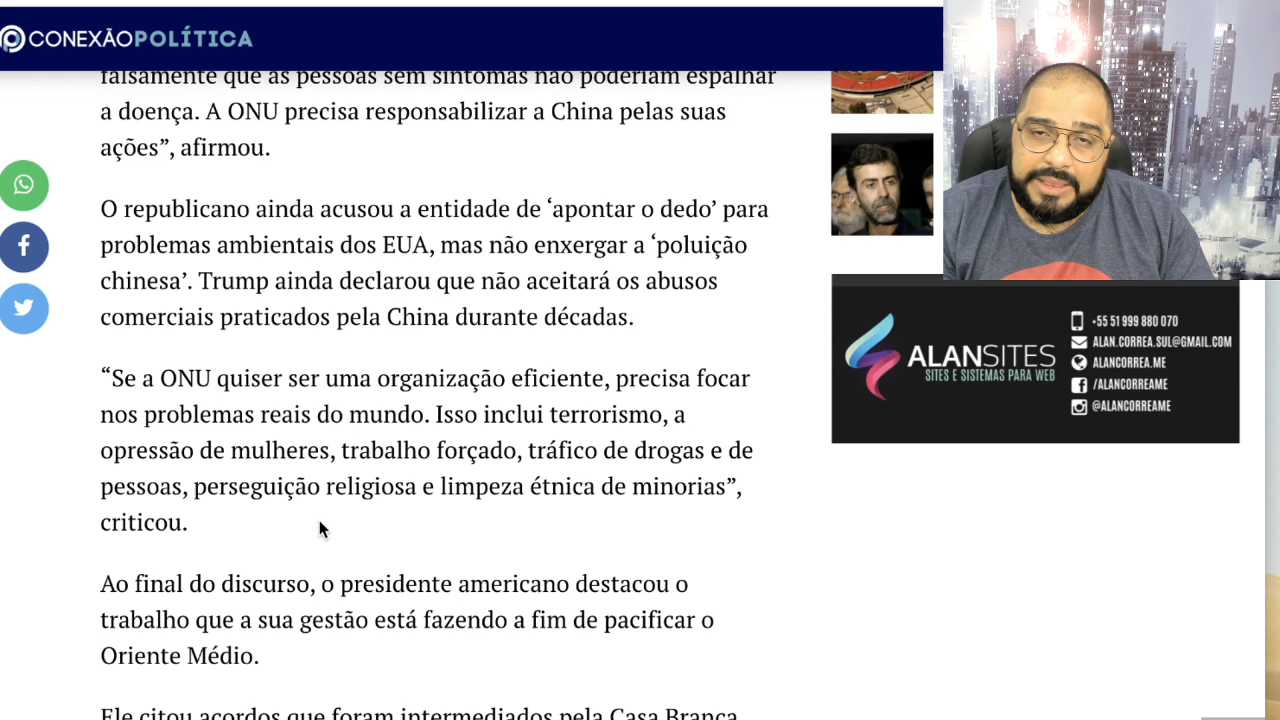 CONEXÃOPOLÍTICA
falsamente que as pessoas sem sintomas não poderiam espalhar
a doença. A ONU precisa responsabilizar a China pelas suas
ações”, afirmou.
O republicano ainda acusou a entidade de ‘apontar o dedo’ para
problemas ambientais dos EUA, mas não enxergar a ‘poluição
chinesa’. Trump ainda declarou que não aceitará os abusos
comerciais praticados pela China durante décadas.
“Se a ONU quiser ser uma organização eficiente, precisa focar
nos problemas reais do mundo. Isso inclui terrorismo, a
opressão de mulheres, trabalho forçado, tráfico de drogas e de
pessoas, perseguição religiosa e limpeza étnica de minorias”,
criticou.
Ao final do discurso, o presidente americano destacou o
trabalho que a sua gestão está fazendo a fim de pacificar o
Oriente Médio.
Ele citou acordos que foram intermediados pela Casa Branca
ALANSITES
SITES E SISTEMAS PARA WEB
+55 51 999 880 070
ALAN.CORREA.SUL@GMAIL.COM
ALANCORREA.ME
/ALANCORREAME
@ALANCORREAME